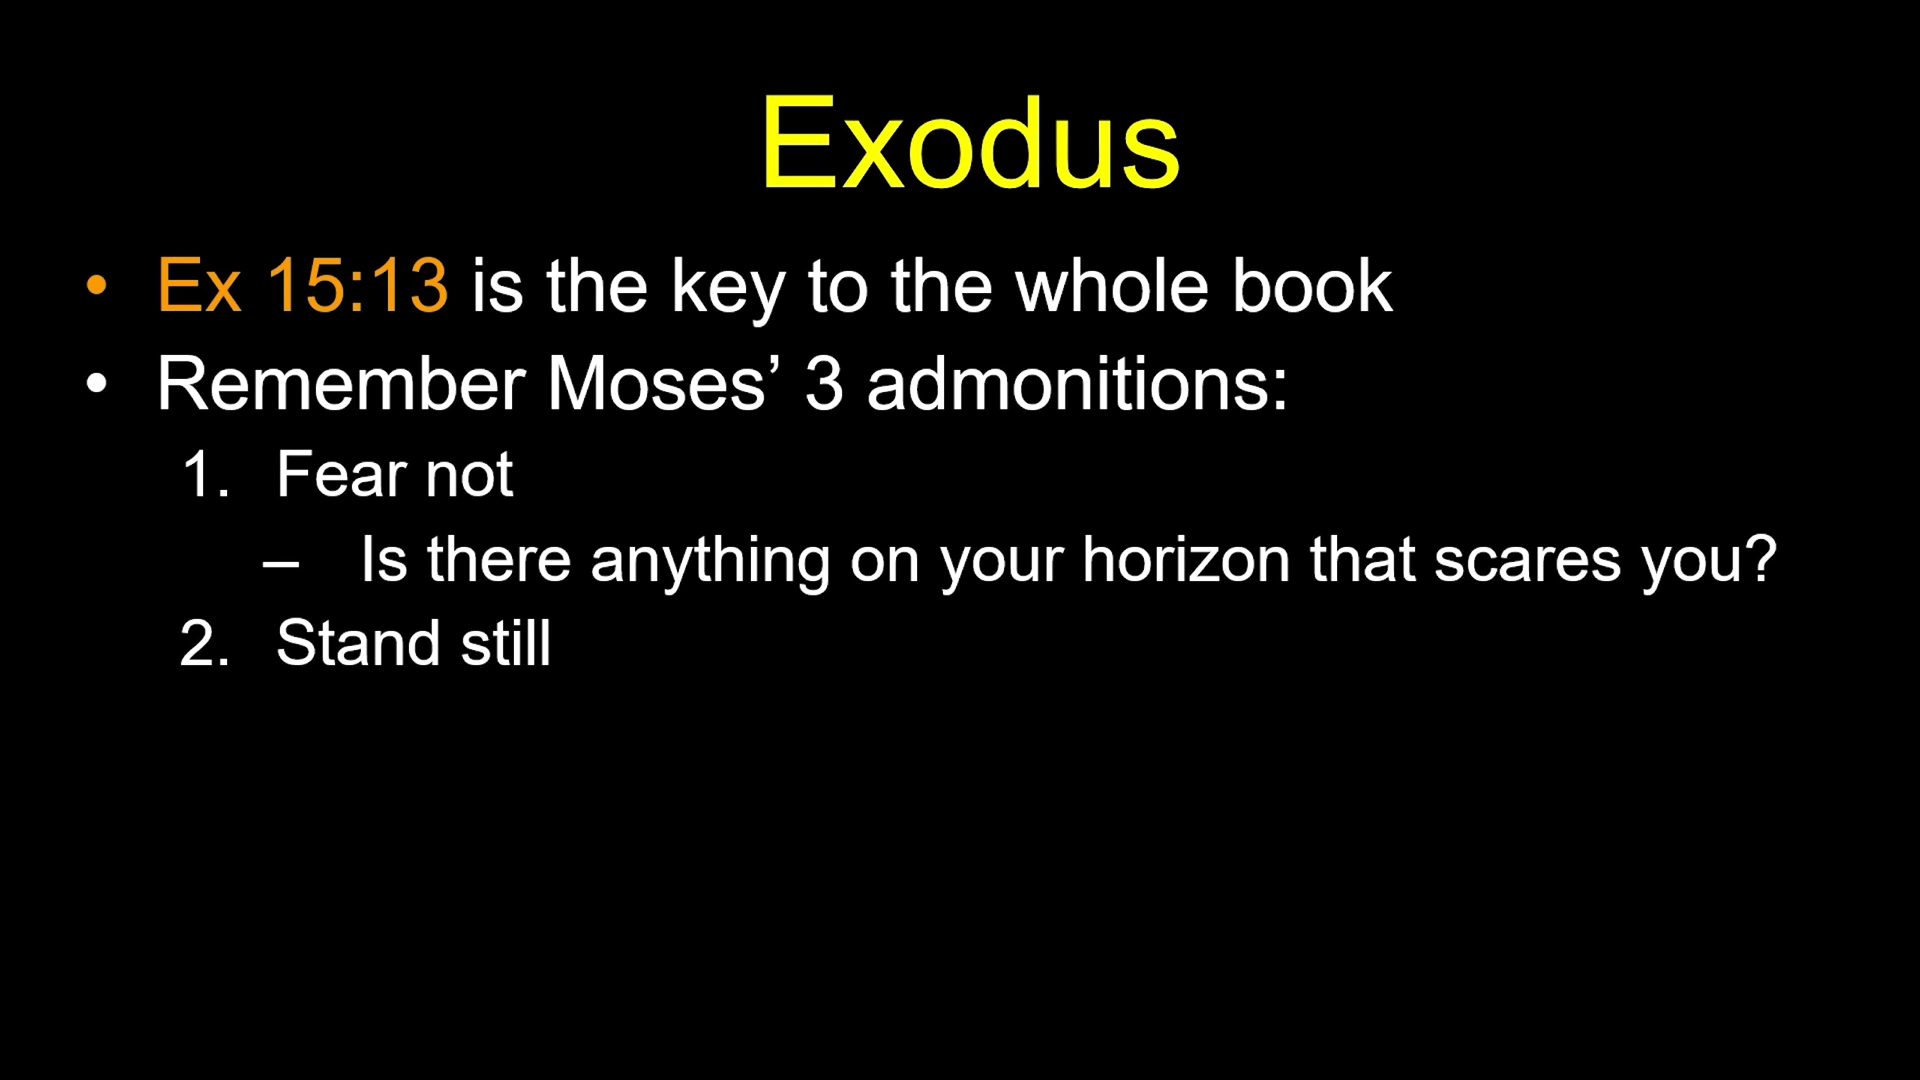 Exodus
• Ex 15:13 is the key to the whole book
• Remember Moses’ 3 admonitions:
1. Fear not
– Is there anything on your horizon that scares you?
2. Stand still